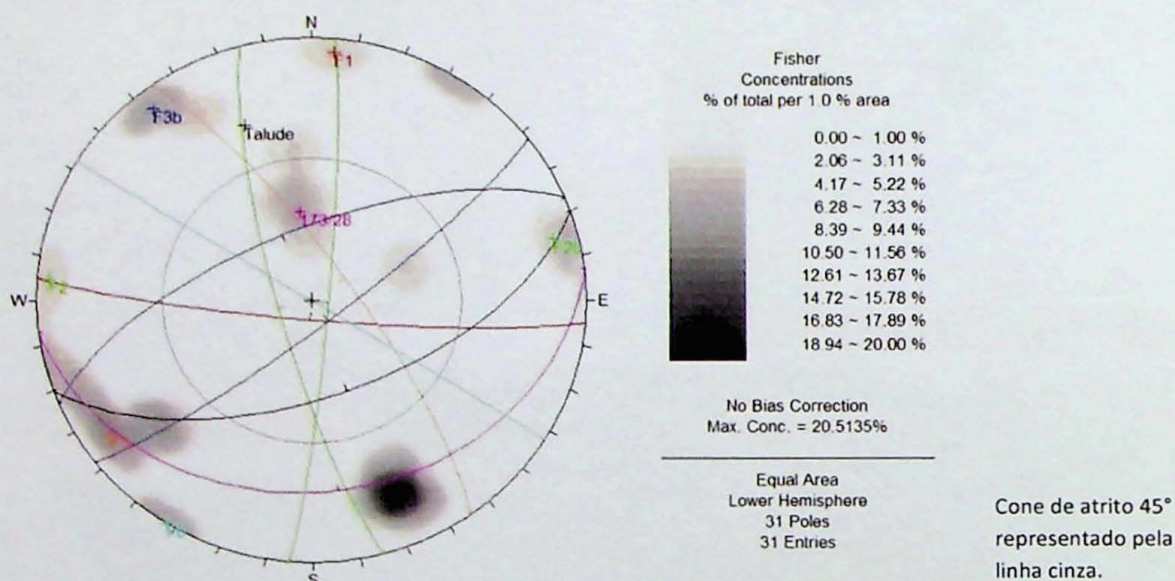 N
F1
F3b
Talude
173/28
W
E
S
Fisher
Concentrations
% of total per 1.0 % area
0.00 ~ 1.00 %
2.06 ~ 3.11 %
4.17 ~ 5.22 %
6.28 ~ 7.33 %
8.39 ~ 9.44 %
10.50 ~ 11.56 %
12.61 ~ 13.67 %
14.72 ~ 15.78 %
16.83 ~ 17.89 %
18.94 ~ 20.00 %
No Bias Correction
Max. Conc. = 20.5135%
Equal Area
Lower Hemisphere
31 Poles
31 Entries
Cone de atrito 45°
representado pela
linha cinza.